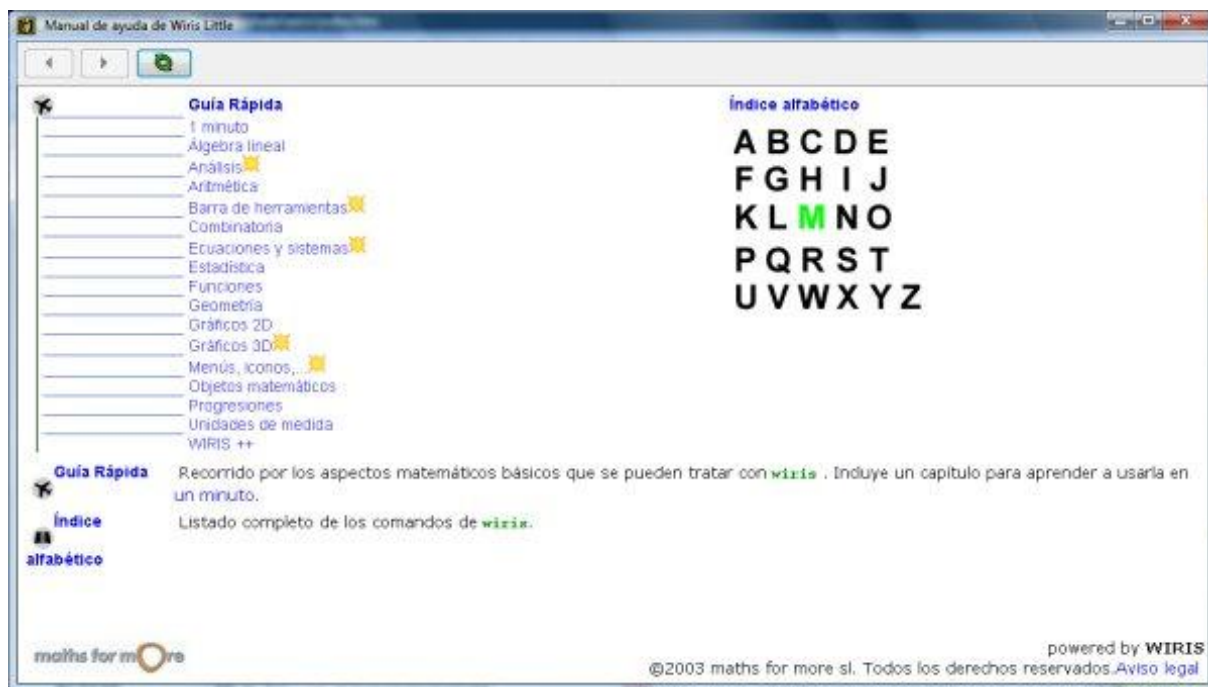 Manual de ayuda de Wiris Little
Guía Rápida
1 minuto
Álgebra lineal
Análisis
Aritmética
Barra de herramientas
Combinatoria
Ecuaciones y sistemas
Estadística
Funciones
Geometría
Gráficos 2D
Gráficos 3D
Menús, iconos,...
Objetos matemáticos
Progresiones
Unidades de medida
WIRIS ++
Índice alfabético
A B C D E
F G H I J
K L M N O
P Q R S T
U V W X Y Z
Guía Rápida Recorrido por los aspectos matemáticos básicos que se pueden tratar con wiris . Incluye un capítulo para aprender a usarla en
un minuto.
Índice Listado completo de los comandos de wiris.
alfabético
maths for more
powered by WIRIS
©2003 maths for more sl. Todos los derechos reservados.Aviso legal